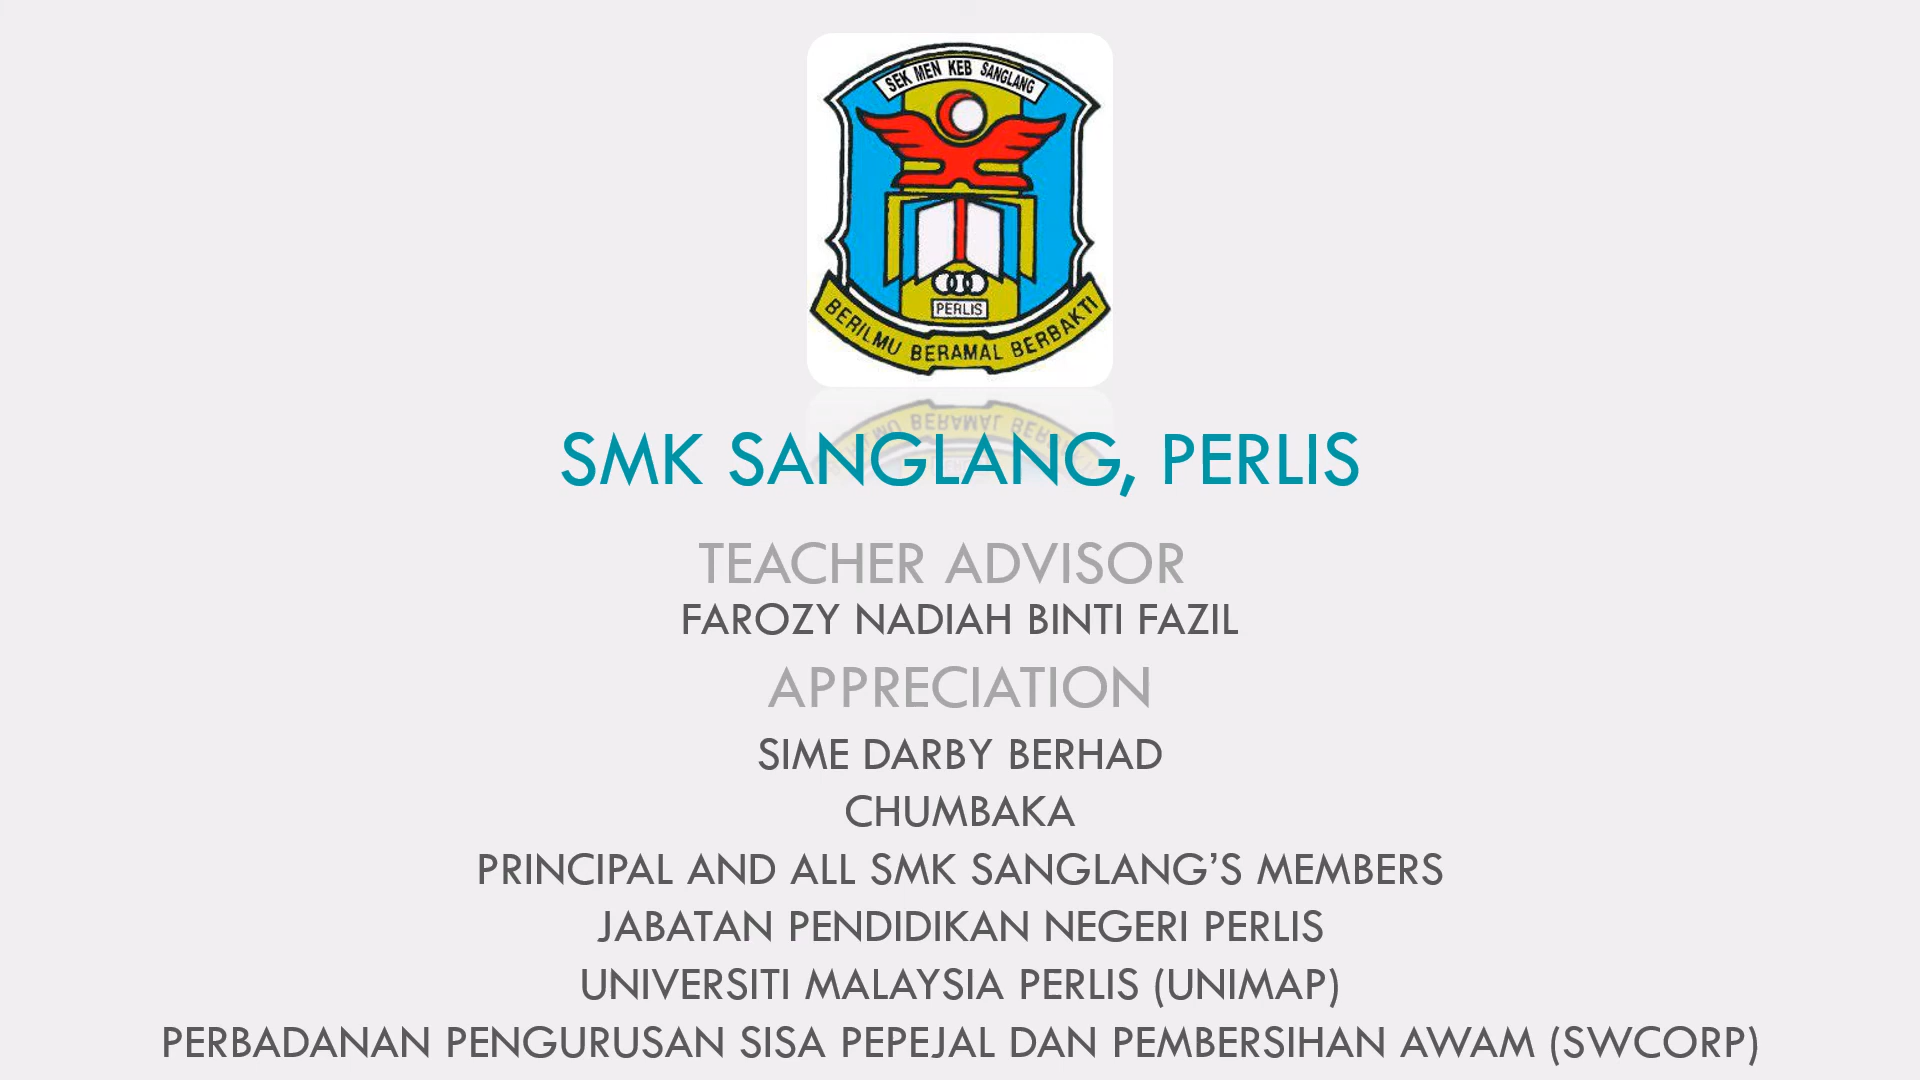 SEK MEN KEB SANGLANG
PERLIS
BERILMU BERAMAL BERBAKTI
SMK SANGLANG, PERLIS
TEACHER ADVISOR
FAROZY NADIAH BINTI FAZIL
APPRECIATION
SIME DARBY BERHAD
CHUMBAKA
PRINCIPAL AND ALL SMK SANGLANG’S MEMBERS
JABATAN PENDIDIKAN NEGERI PERLIS
UNIVERSITI MALAYSIA PERLIS (UNIMAP)
PERBADANAN PENGURUSAN SISA PEPEJAL DAN PEMBERSIHAN AWAM (SWCORP)